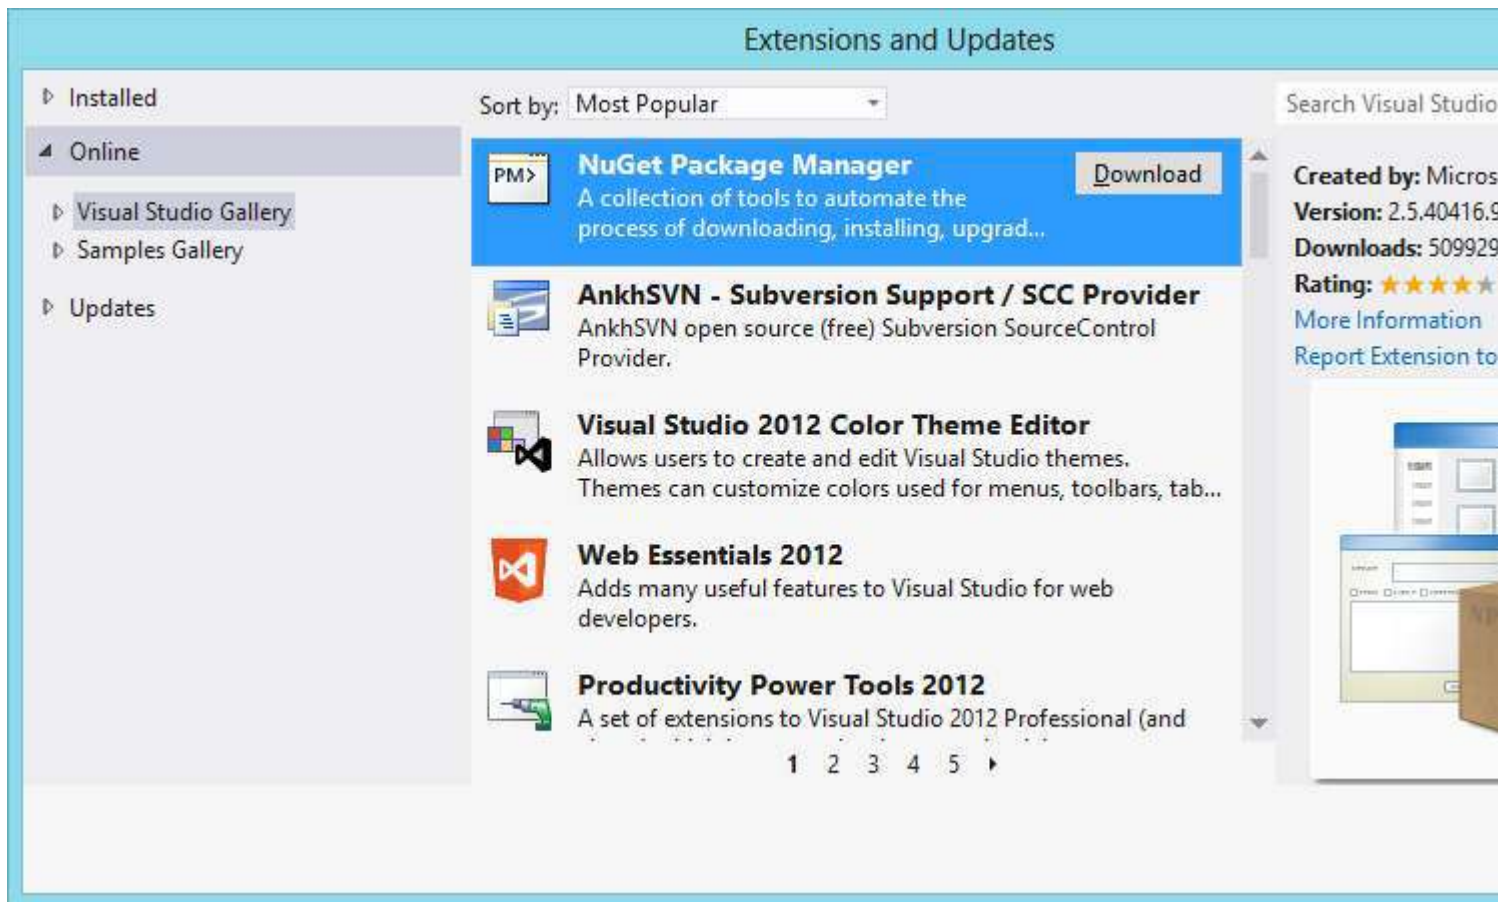 Extensions and Updates
Installed
Online
Visual Studio Gallery
Samples Gallery
Updates
Sort by: Most Popular
PM>
NuGet Package Manager
Download
A collection of tools to automate the
process of downloading, installing, upgrad...
AnkhSVN - Subversion Support / SCC Provider
AnkhSVN open source (free) Subversion SourceControl
Provider.
Visual Studio 2012 Color Theme Editor
Allows users to create and edit Visual Studio themes.
Themes can customize colors used for menus, toolbars, tab...
Web Essentials 2012
Adds many useful features to Visual Studio for web
developers.
Productivity Power Tools 2012
A set of extensions to Visual Studio 2012 Professional (and
1 2 3 4 5
Search Visual Studio
Created by: Micros
Version: 2.5.40416.9
Downloads: 509929
Rating:
More Information
Report Extension to